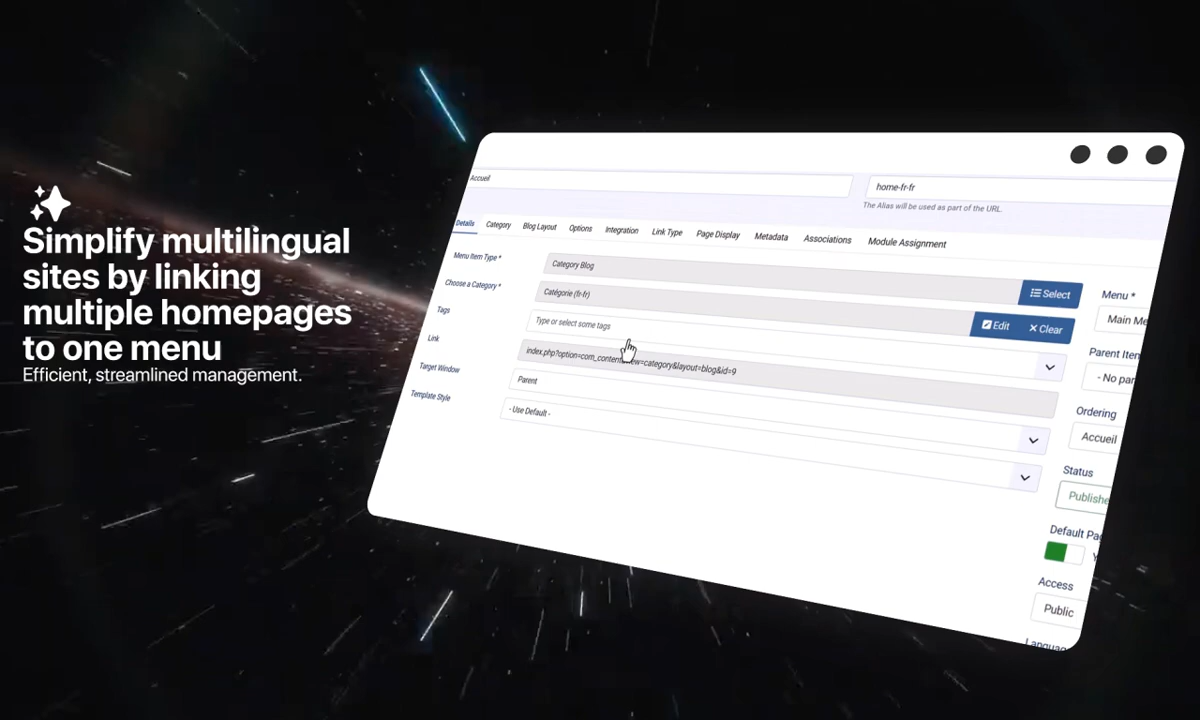 Simplify multilingual
sites by linking
multiple homepages
to one menu
Efficient, streamlined management.
Accueil
home-fr-fr
The Alias will be used as part of the URL.
Details Category Blog Layout Options Integration Link Type Page Display Metadata Associations Module Assignment
Menu Item Type *
Category Blog
Select
Choose a Category *
Catégorie (fr-fr)
Edit
Clear
Tags
Type or select some tags
Link
index.php?option=com_content&view=category&layout=blog&id=9
Target Window
Parent
Template Style
- Use Default -
Menu *
Main Me
Parent Item
- No par
Ordering
Accueil
Status
Publishe
Default Pag
Y
Access
Public
Languag